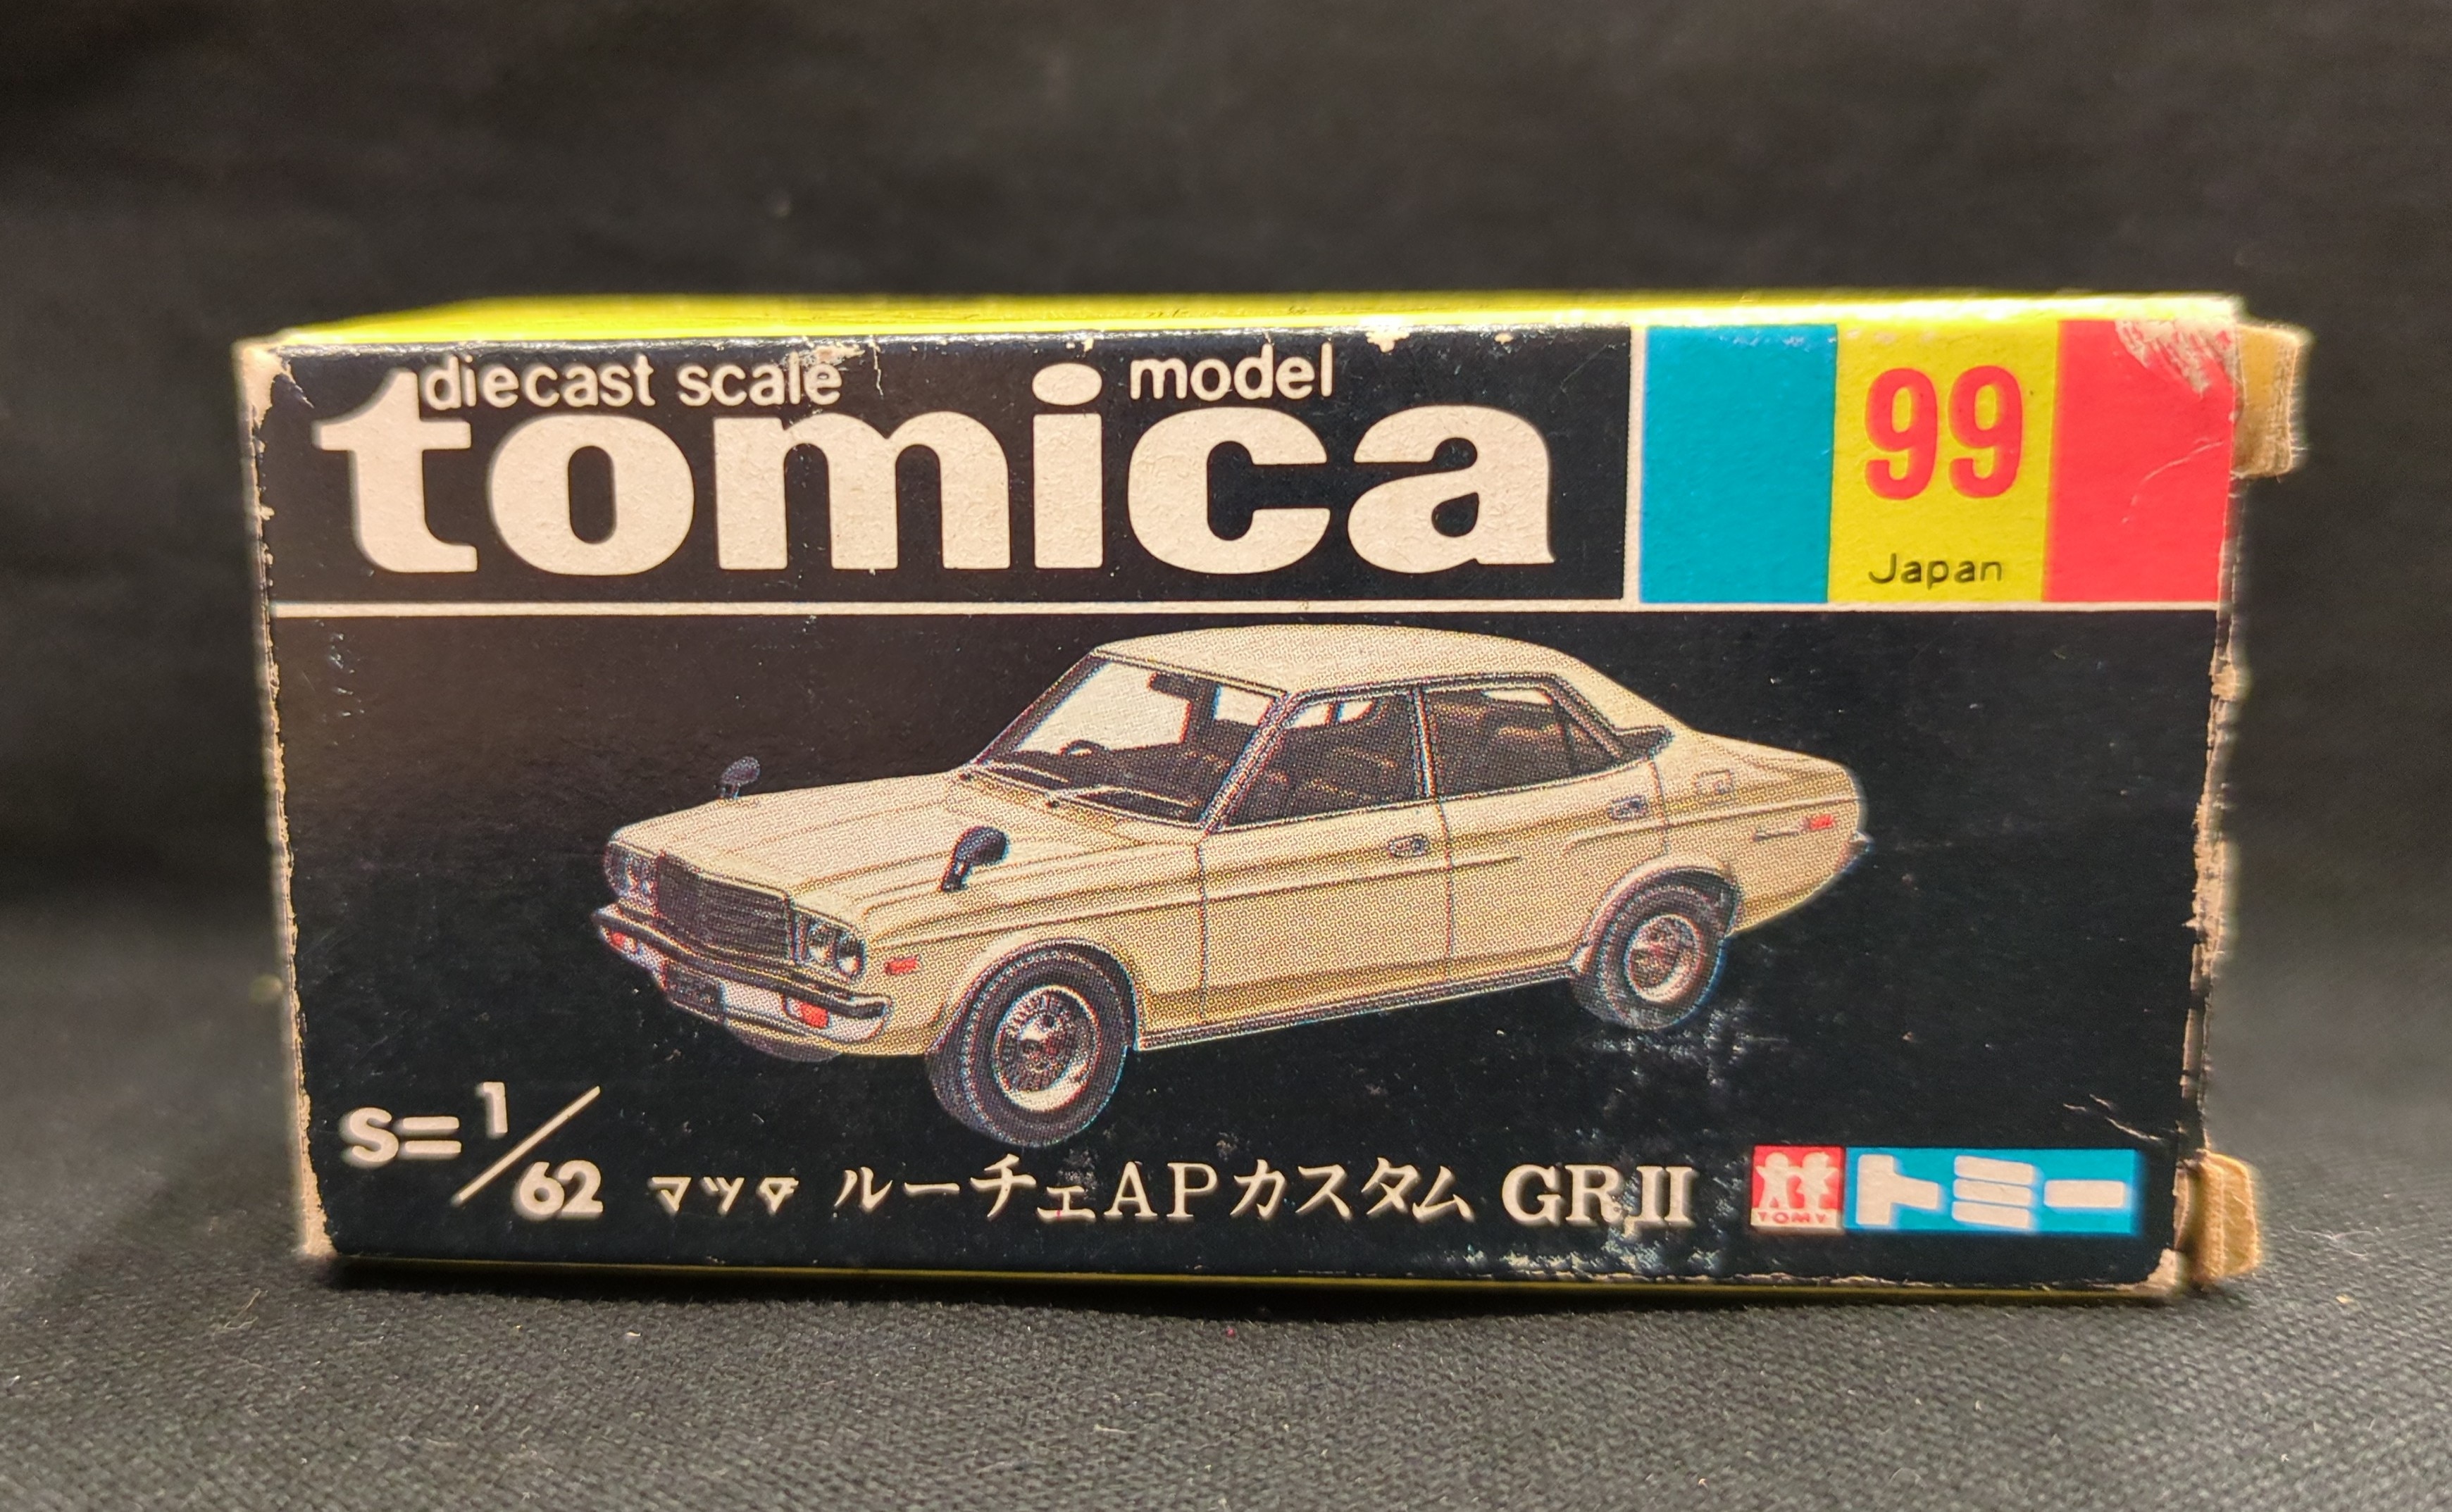 diecast scale model
tomica
99
Japan
S=1/62
マツダ ルーチェAPカスタム GRII
TOMY
トミー